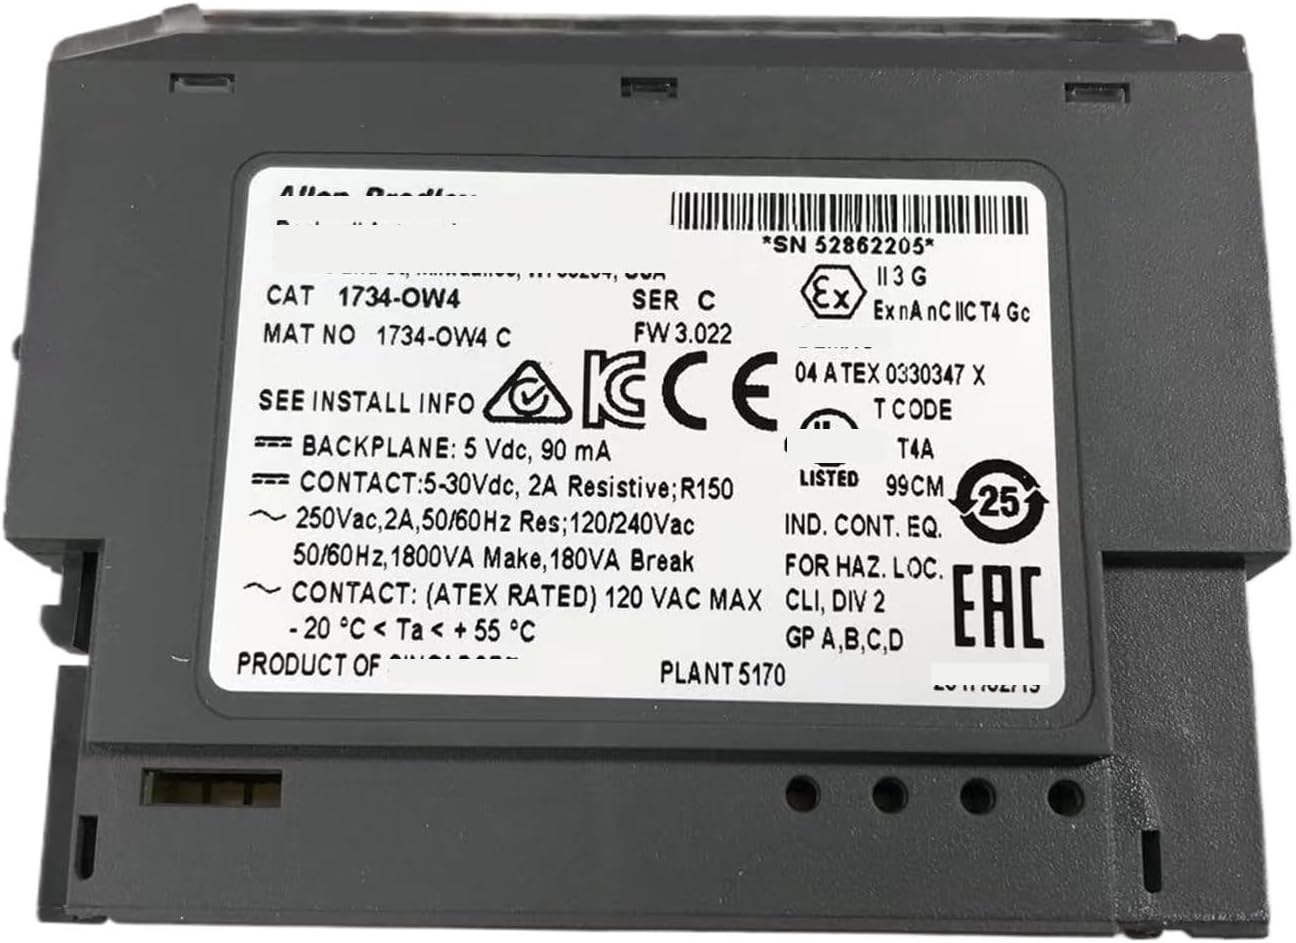 *SN 52862205*
Ex
II 3 G
Ex nA nC IIC T4 Gc
CAT 1734-OW4
SER C
MAT NO 1734-OW4 C
FW 3.022
04 ATEX 0330347 X
SEE INSTALL INFO
KC CE
T CODE
T4A
LISTED 99CM
25
BACKPLANE: 5 Vdc, 90 mA
CONTACT:5-30Vdc, 2A Resistive;R150
250Vac,2A,50/60Hz Res;120/240Vac
50/60Hz,1800VA Make,180VA Break
CONTACT: (ATEX RATED) 120 VAC MAX
- 20 °C < Ta < + 55 °C
IND. CONT. EQ.
FOR HAZ. LOC.
CLI, DIV 2
GP A,B,C,D
EAC
PRODUCT OF
PLANT 5170